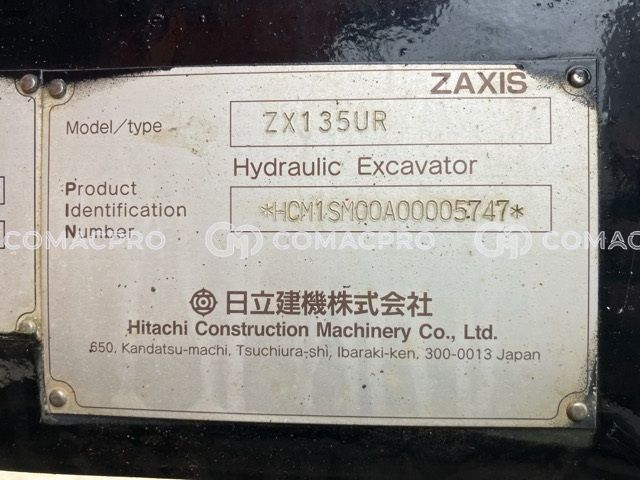 ZAXIS
Model/type ZX135UR
Hydraulic Excavator
Product
Identification *HCM1SM00A00005747*
Number
COMACPRO COMACPRO COMACPRO
日立建機株式会社
Hitachi Construction Machinery Co., Ltd.
650, Kandatsu-machi, Tsuchiura-shi, Ibaraki-ken, 300-0013 Japan